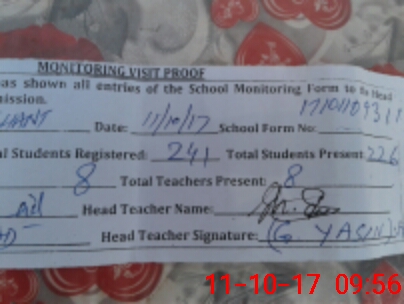 MONITORING VISIT PROOF
as shown all entries of the School Monitoring Form to the Head
mission.
Date: 11/10/17 School Form No:
al Students Registered: 241 Total Students Present 226
8 Total Teachers Present: 8
Head Teacher Name:
Head Teacher Signature: (G. YASIN)
11-10-17 09:56